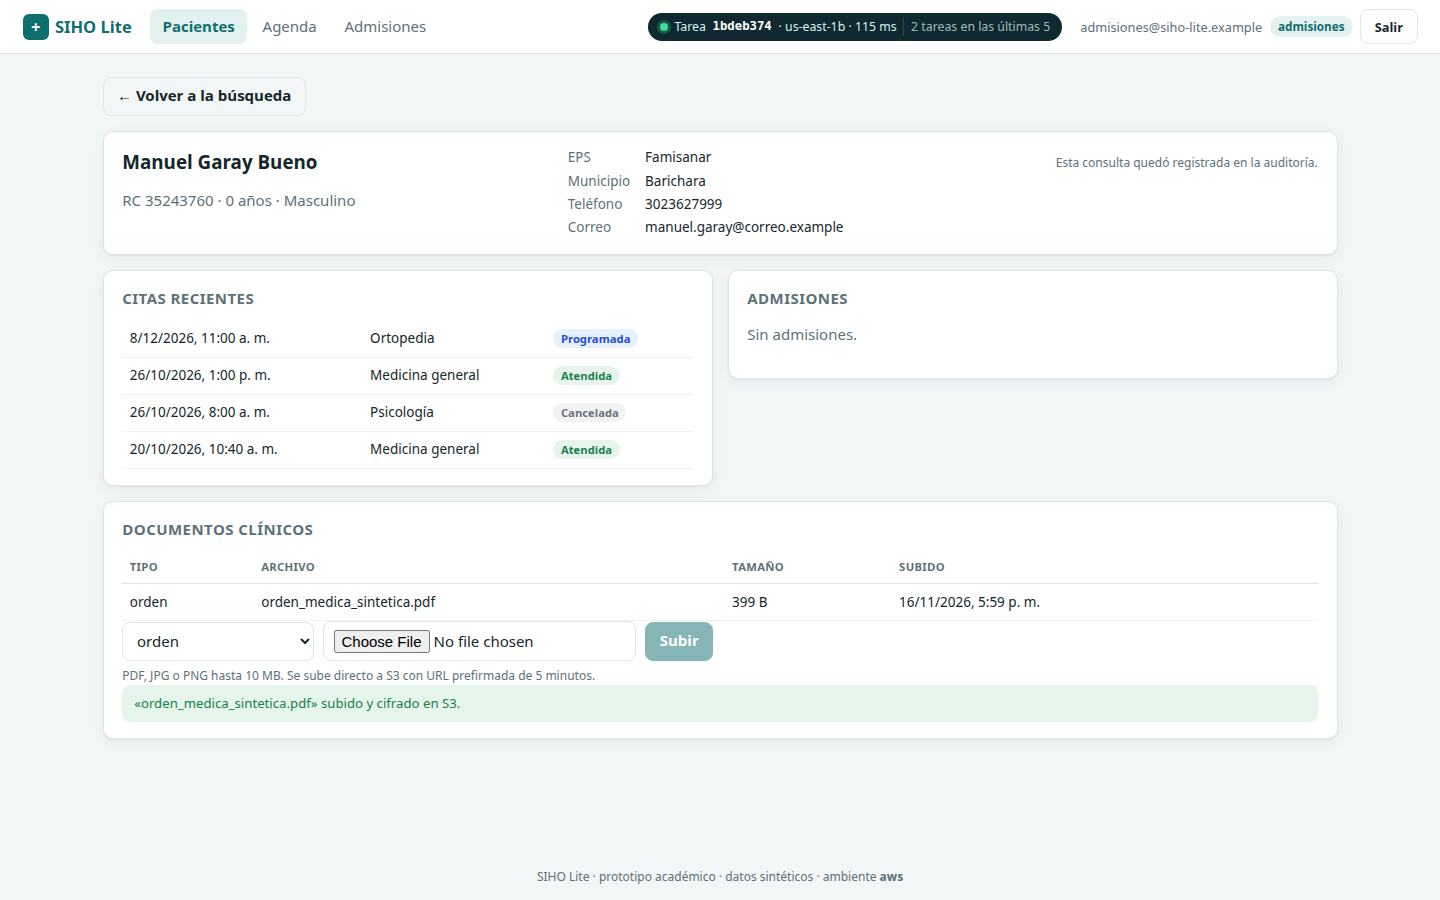 + SIHO Lite Pacientes Agenda Admisiones Tarea 1bdeb374 · us-east-1b · 115 ms 2 tareas en las últimas 5 admisiones@siho-lite.example admisiones Salir
← Volver a la búsqueda
Manuel Garay Bueno
RC 35243760 · 0 años · Masculino
EPS Famisanar
Municipio Barichara
Teléfono 3023627999
Correo manuel.garay@correo.example
Esta consulta quedó registrada en la auditoría.
CITAS RECIENTES
8/12/2026, 11:00 a. m. Ortopedia Programada
26/10/2026, 1:00 p. m. Medicina general Atendida
26/10/2026, 8:00 a. m. Psicología Cancelada
20/10/2026, 10:40 a. m. Medicina general Atendida
ADMISIONES
Sin admisiones.
DOCUMENTOS CLÍNICOS
TIPO ARCHIVO TAMAÑO SUBIDO
orden orden_medica_sintetica.pdf 399 B 16/11/2026, 5:59 p. m.
orden Choose File No file chosen Subir
PDF, JPG o PNG hasta 10 MB. Se sube directo a S3 con URL prefirmada de 5 minutos.
«orden_medica_sintetica.pdf» subido y cifrado en S3.
SIHO Lite · prototipo académico · datos sintéticos · ambiente aws